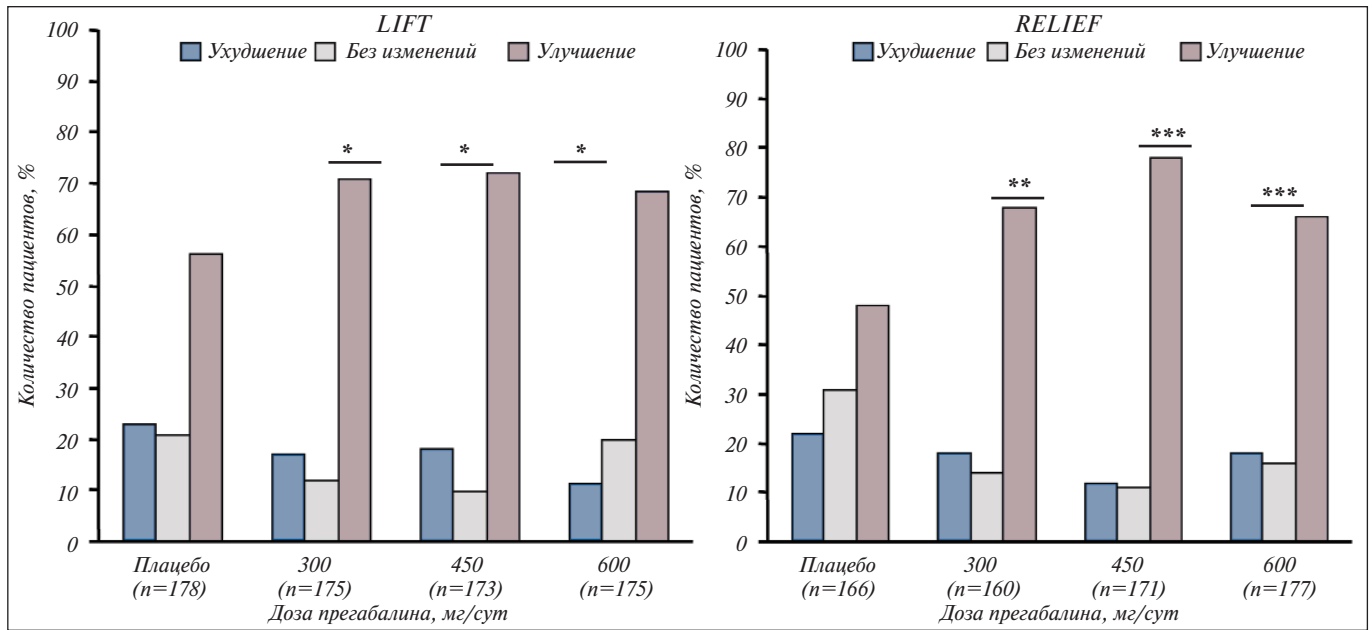 LIFT
Ухудшение Без изменений Улучшение
Количество пациентов, %
100
90
80
70
60
50
40
30
20
10
0
* * *
Плацебо 300 450 600
(n=178) (n=175) (n=173) (n=175)
Доза прегабалина, мг/сут
RELIEF
Ухудшение Без изменений Улучшение
Количество пациентов, %
100
90
80
70
60
50
40
30
20
10
0
** *** ***
Плацебо 300 450 600
(n=166) (n=160) (n=171) (n=177)
Доза прегабалина, мг/сут